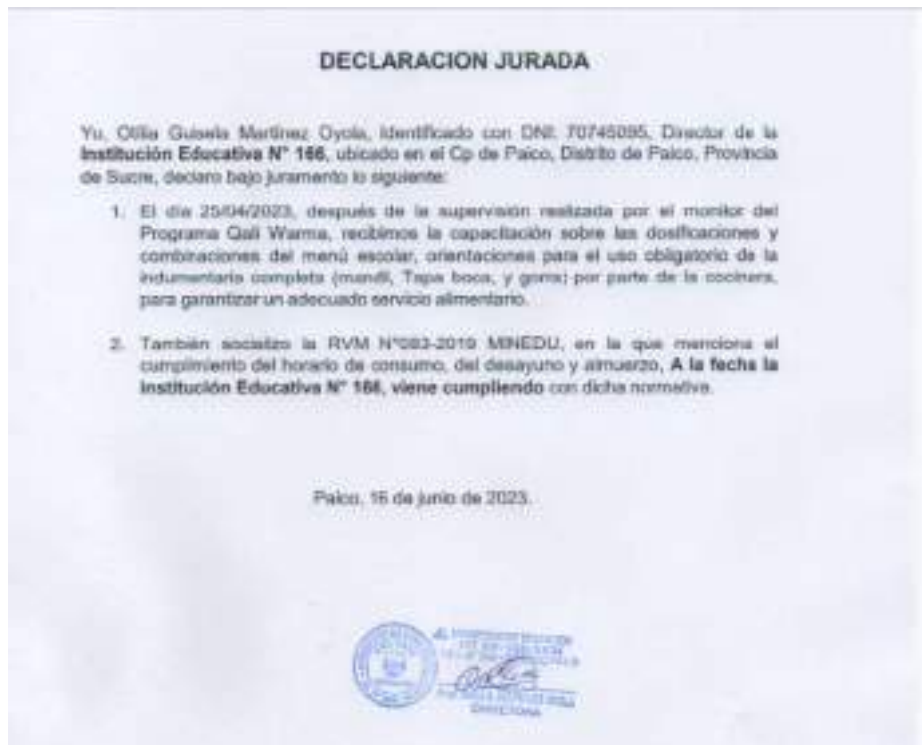 DECLARACION JURADA
Yu, Otilia Guisela Martinez Oyola, Identificado con DNI: 70745095, Director de la
Institución Educativa N° 166, ubicado en el Cp de Paico, Distrito de Paico, Provincia
de Sucre, declaro bajo juramento lo siguiente:
1. El día 25/04/2023, después de la supervisión realizada por el monitor del
Programa Qali Warma, recibimos la capacitación sobre las dosificaciones y
combinaciones del menú escolar, orientaciones para el uso obligatorio de la
indumentaria completa (mandil, Tapa boca, y gorra) por parte de la cocinera,
para garantizar un adecuado servicio alimentario.
2. También socializo la RVM N°083-2019 MINEDU, en la que menciona el
cumplimiento del horario de consumo, del desayuno y almuerzo, A la fecha la
Institución Educativa N° 166, viene cumpliendo con dicha normativa.
Paico, 16 de junio de 2023.
DIRECTORA